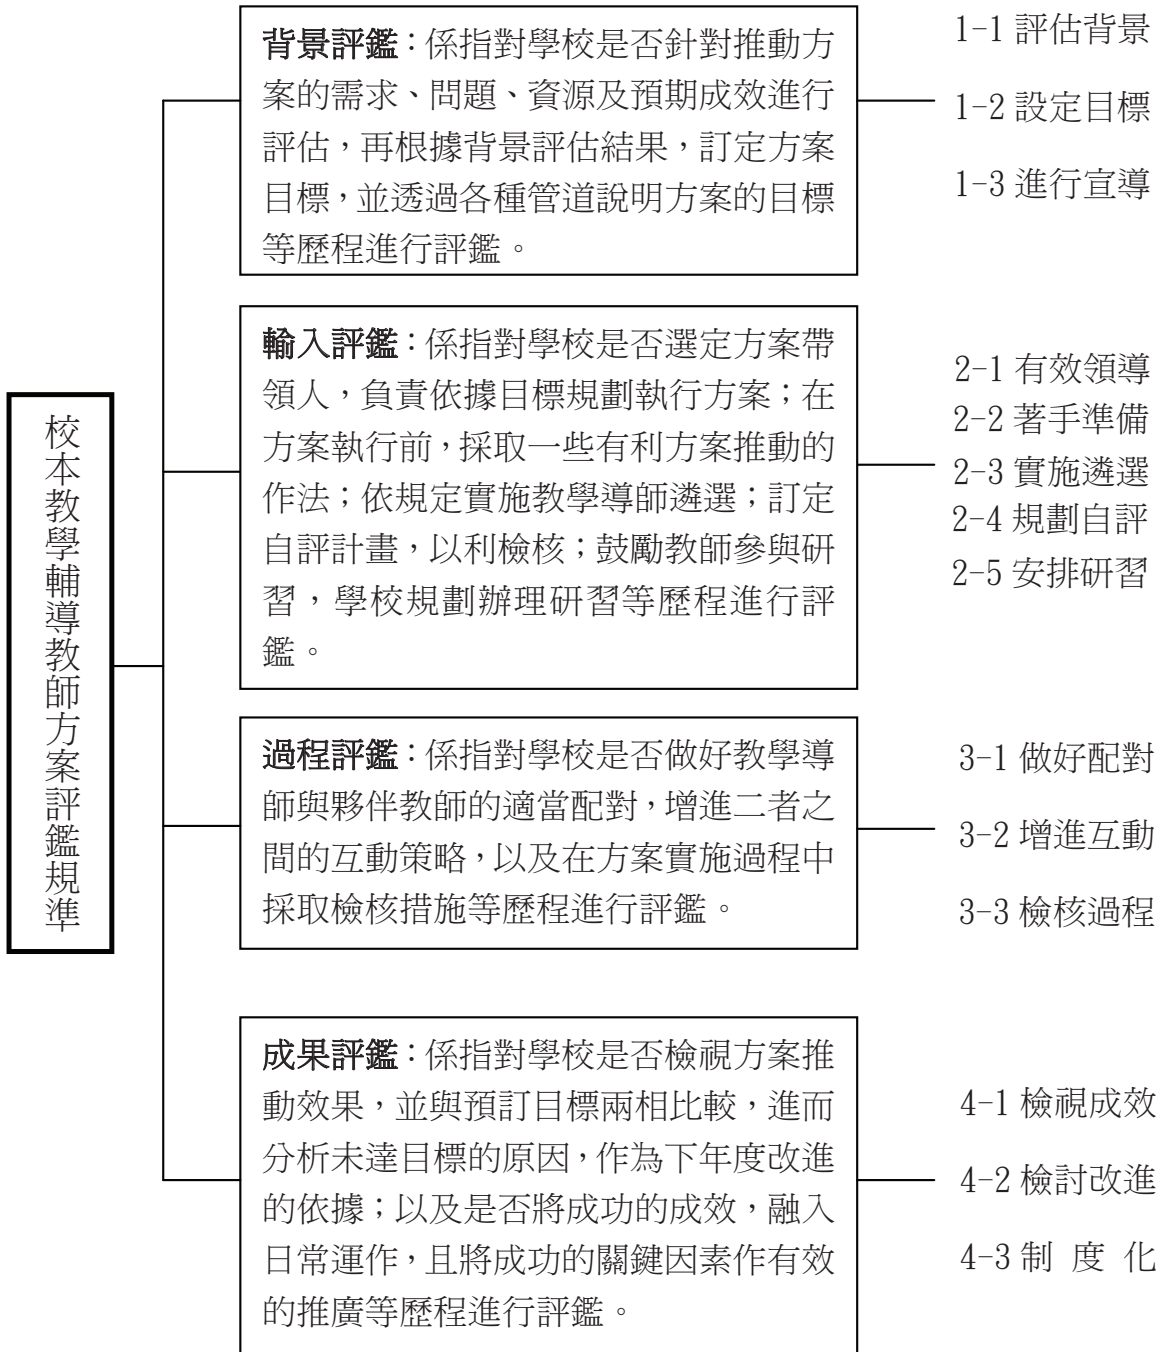 校本教學輔導教師方案評鑑規準
背景評鑑：係指對學校是否針對推動方
案的需求、問題、資源及預期成效進行
評估，再根據背景評估結果，訂定方案
目標，並透過各種管道說明方案的目標
等歷程進行評鑑。
1-1 評估背景
1-2 設定目標
1-3 進行宣導
輸入評鑑：係指對學校是否選定方案帶
領人，負責依據目標規劃執行方案；在
方案執行前，採取一些有利方案推動的
作法；依規定實施教學導師遴選；訂定
自評計畫，以利檢核；鼓勵教師參與研
習，學校規劃辦理研習等歷程進行評
鑑。
2-1 有效領導
2-2 著手準備
2-3 實施遴選
2-4 規劃自評
2-5 安排研習
過程評鑑：係指對學校是否做好教學導
師與夥伴教師的適當配對，增進二者之
間的互動策略，以及在方案實施過程中
採取檢核措施等歷程進行評鑑。
3-1 做好配對
3-2 增進互動
3-3 檢核過程
成果評鑑：係指對學校是否檢視方案推
動效果，並與預訂目標兩相比較，進而
分析未達目標的原因，作為下年度改進
的依據；以及是否將成功的成效，融入
日常運作，且將成功的關鍵因素作有效
的推廣等歷程進行評鑑。
4-1 檢視成效
4-2 檢討改進
4-3 制 度 化